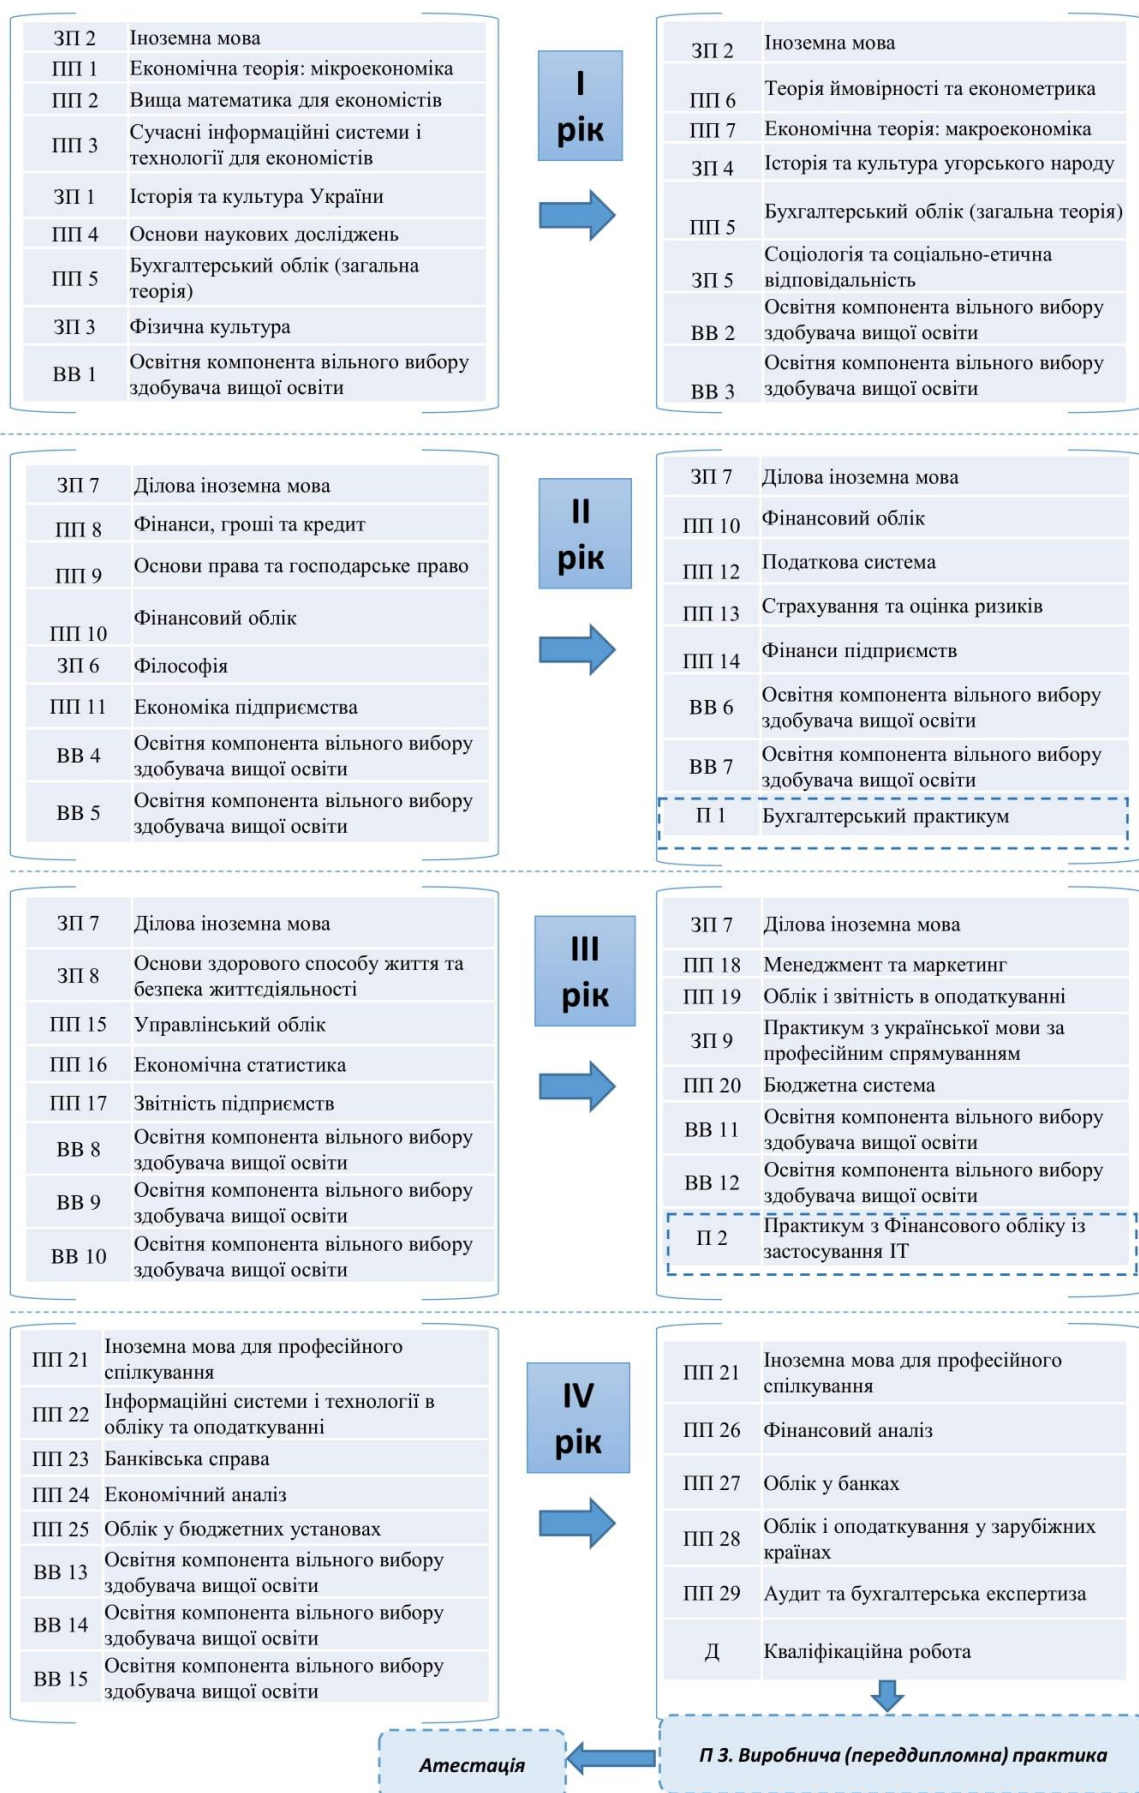 ЗП 2 Іноземна мова
ПП 1 Економічна теорія: мікроекономіка
ПП 2 Вища математика для економістів
ПП 3 Сучасні інформаційні системи і
технології для економістів
ЗП 1 Історія та культура України
ПП 4 Основи наукових досліджень
ПП 5 Бухгалтерський облік (загальна
теорія)
ЗП 3 Фізична культура
ВВ 1 Освітня компонента вільного вибору
здобувача вищої освіти
I
рік
ЗП 2 Іноземна мова
ПП 6 Теорія ймовірності та економетрика
ПП 7 Економічна теорія: макроекономіка
ЗП 4 Історія та культура угорського народу
ПП 5 Бухгалтерський облік (загальна теорія)
ЗП 5 Соціологія та соціально-етична
відповідальність
ВВ 2 Освітня компонента вільного вибору
здобувача вищої освіти
ВВ 3 Освітня компонента вільного вибору
здобувача вищої освіти
ЗП 7 Ділова іноземна мова
ПП 8 Фінанси, гроші та кредит
ПП 9 Основи права та господарське право
ПП 10 Фінансовий облік
ЗП 6 Філософія
ПП 11 Економіка підприємства
ВВ 4 Освітня компонента вільного вибору
здобувача вищої освіти
ВВ 5 Освітня компонента вільного вибору
здобувача вищої освіти
II
рік
ЗП 7 Ділова іноземна мова
ПП 10 Фінансовий облік
ПП 12 Податкова система
ПП 13 Страхування та оцінка ризиків
ПП 14 Фінанси підприємств
ВВ 6 Освітня компонента вільного вибору
здобувача вищої освіти
ВВ 7 Освітня компонента вільного вибору
здобувача вищої освіти
П 1 Бухгалтерський практикум
ЗП 7 Ділова іноземна мова
ЗП 8 Основи здорового способу життя та
безпека життєдіяльності
ПП 15 Управлінський облік
ПП 16 Економічна статистика
ПП 17 Звітність підприємств
ВВ 8 Освітня компонента вільного вибору
здобувача вищої освіти
ВВ 9 Освітня компонента вільного вибору
здобувача вищої освіти
ВВ 10 Освітня компонента вільного вибору
здобувача вищої освіти
III
рік
ЗП 7 Ділова іноземна мова
ПП 18 Менеджмент та маркетинг
ПП 19 Облік і звітність в оподаткуванні
ЗП 9 Практикум з української мови за
професійним спрямуванням
ПП 20 Бюджетна система
ВВ 11 Освітня компонента вільного вибору
здобувача вищої освіти
ВВ 12 Освітня компонента вільного вибору
здобувача вищої освіти
П 2 Практикум з Фінансового обліку із
застосування ІТ
ПП 21 Іноземна мова для професійного
спілкування
ПП 22 Інформаційні системи і технології в
обліку та оподаткуванні
ПП 23 Банківська справа
ПП 24 Економічний аналіз
ПП 25 Облік у бюджетних установах
ВВ 13 Освітня компонента вільного вибору
здобувача вищої освіти
ВВ 14 Освітня компонента вільного вибору
здобувача вищої освіти
ВВ 15 Освітня компонента вільного вибору
здобувача вищої освіти
IV
рік
ПП 21 Іноземна мова для професійного
спілкування
ПП 26 Фінансовий аналіз
ПП 27 Облік у банках
ПП 28 Облік і оподаткування у зарубіжних
країнах
ПП 29 Аудит та бухгалтерська експертиза
Д Кваліфікаційна робота
П 3. Виробнича (переддипломна) практика
Атестація